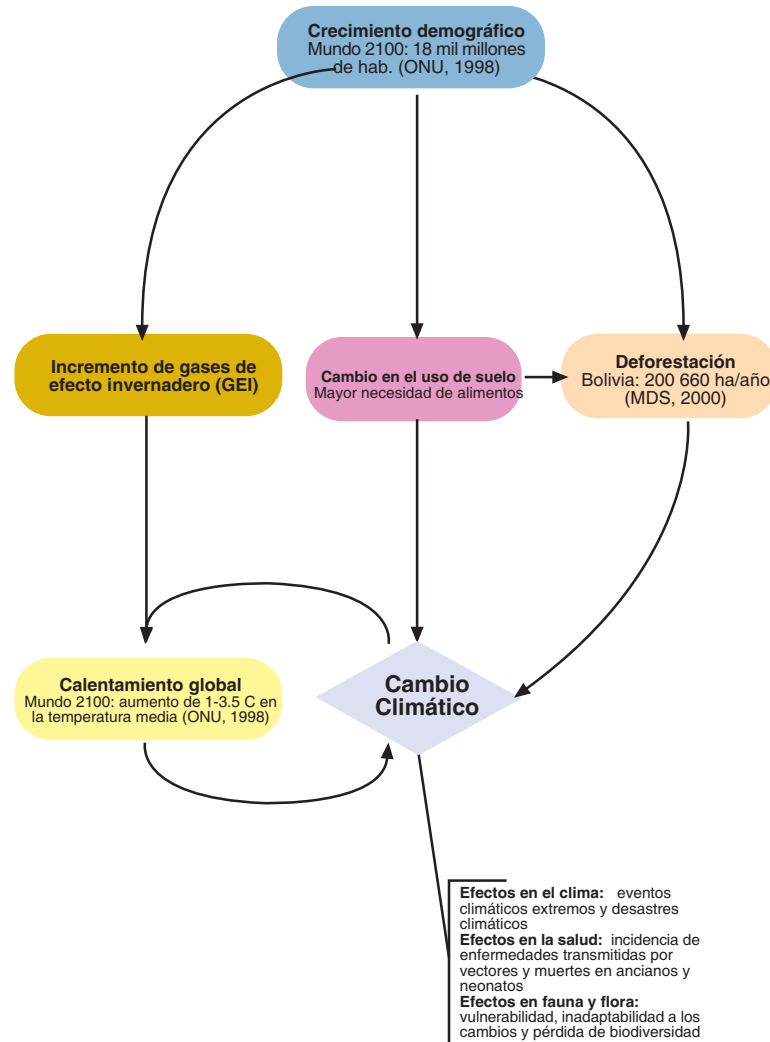 Crecimiento demográfico
Mundo 2100: 18 mil millones
de hab. (ONU, 1998)
Incremento de gases de
efecto invernadero (GEI)
Cambio en el uso de suelo
Mayor necesidad de alimentos
Deforestación
Bolivia: 200 660 ha/año
(MDS, 2000)
Calentamiento global
Mundo 2100: aumento de 1-3.5 C en
la temperatura media (ONU, 1998)
Cambio
Climático
Efectos en el clima: eventos
climáticos extremos y desastres
climáticos
Efectos en la salud: incidencia de
enfermedades transmitidas por
vectores y muertes en ancianos y
neonatos
Efectos en fauna y flora:
vulnerabilidad, inadaptabilidad a los
cambios y pérdida de biodiversidad